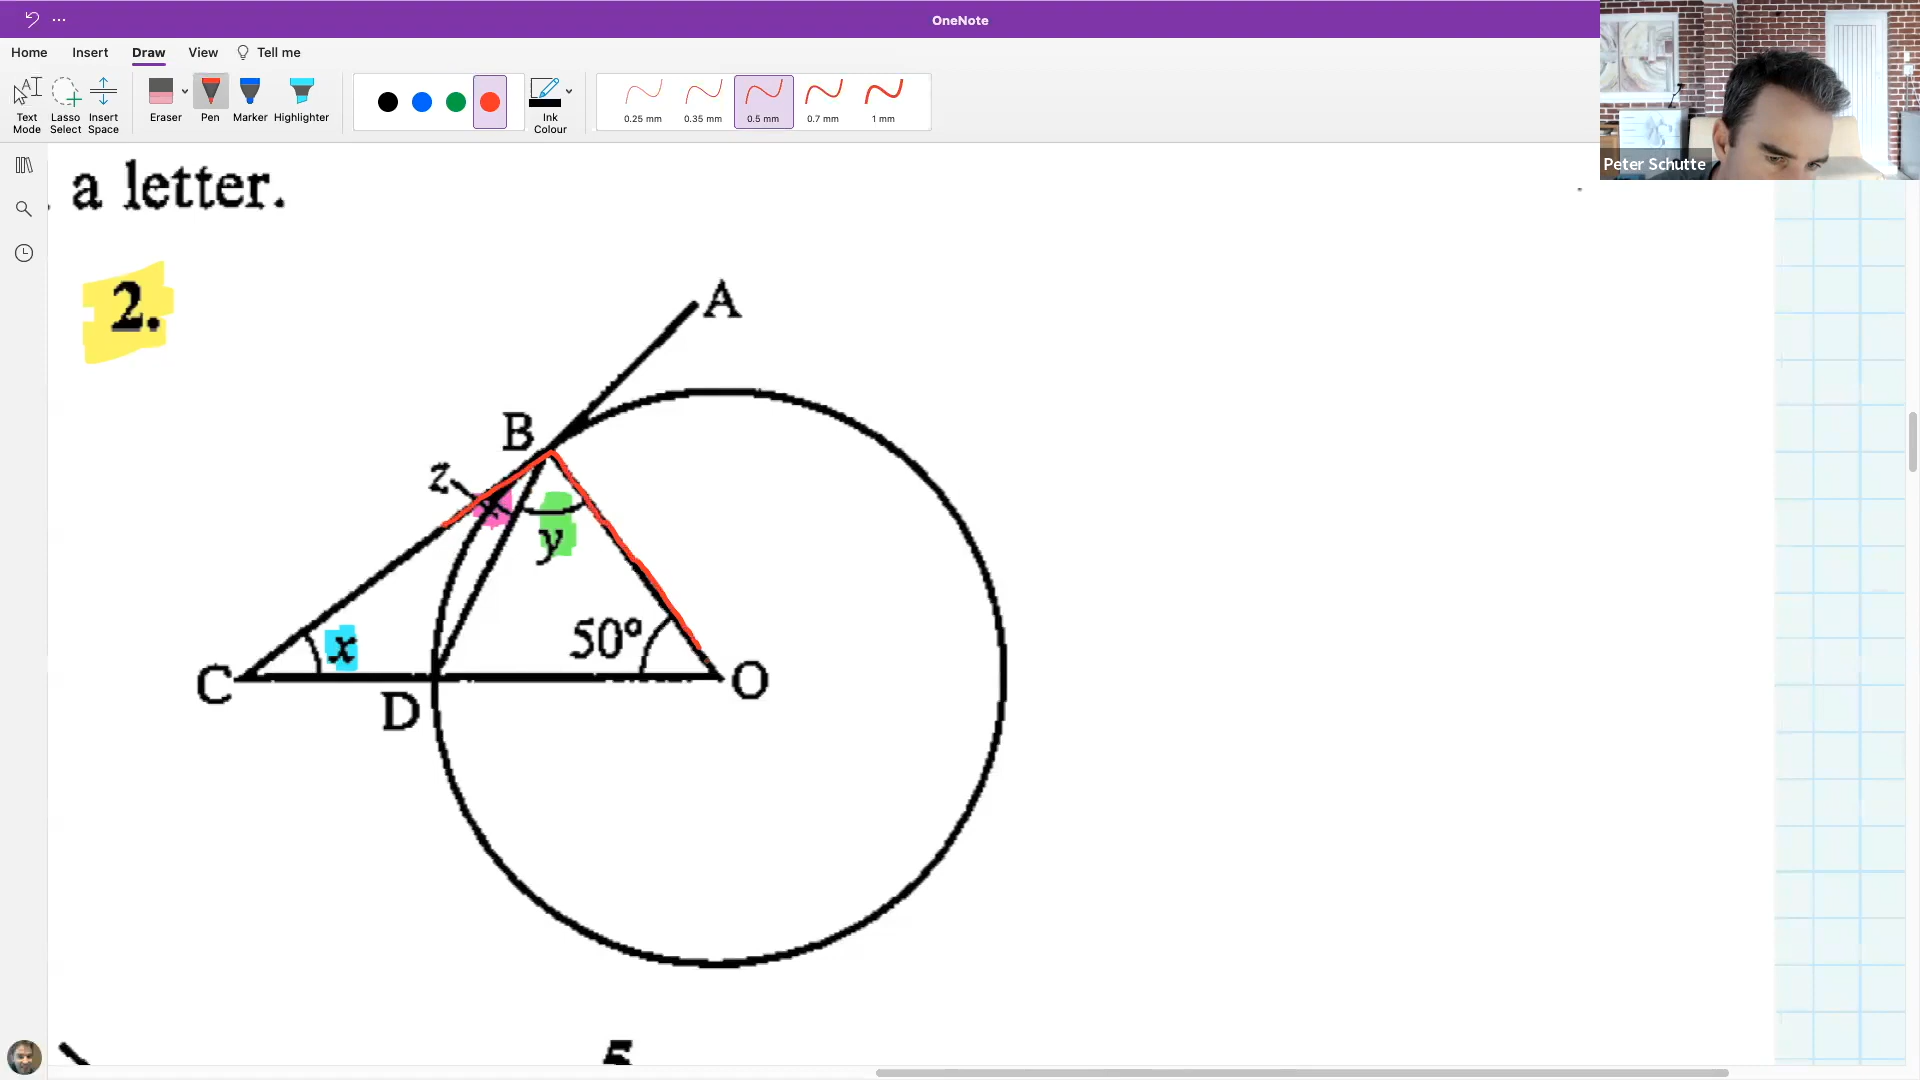 OneNote
Home Insert Draw View Tell me
Text Mode
Lasso Select
Insert Space
Eraser
Pen
Marker
Highlighter
Ink Colour
0.25 mm
0.35 mm
0.5 mm
0.7 mm
1 mm
Peter Schutte
a letter.
2.
A
B
z
y
x
50°
C
D
O
5